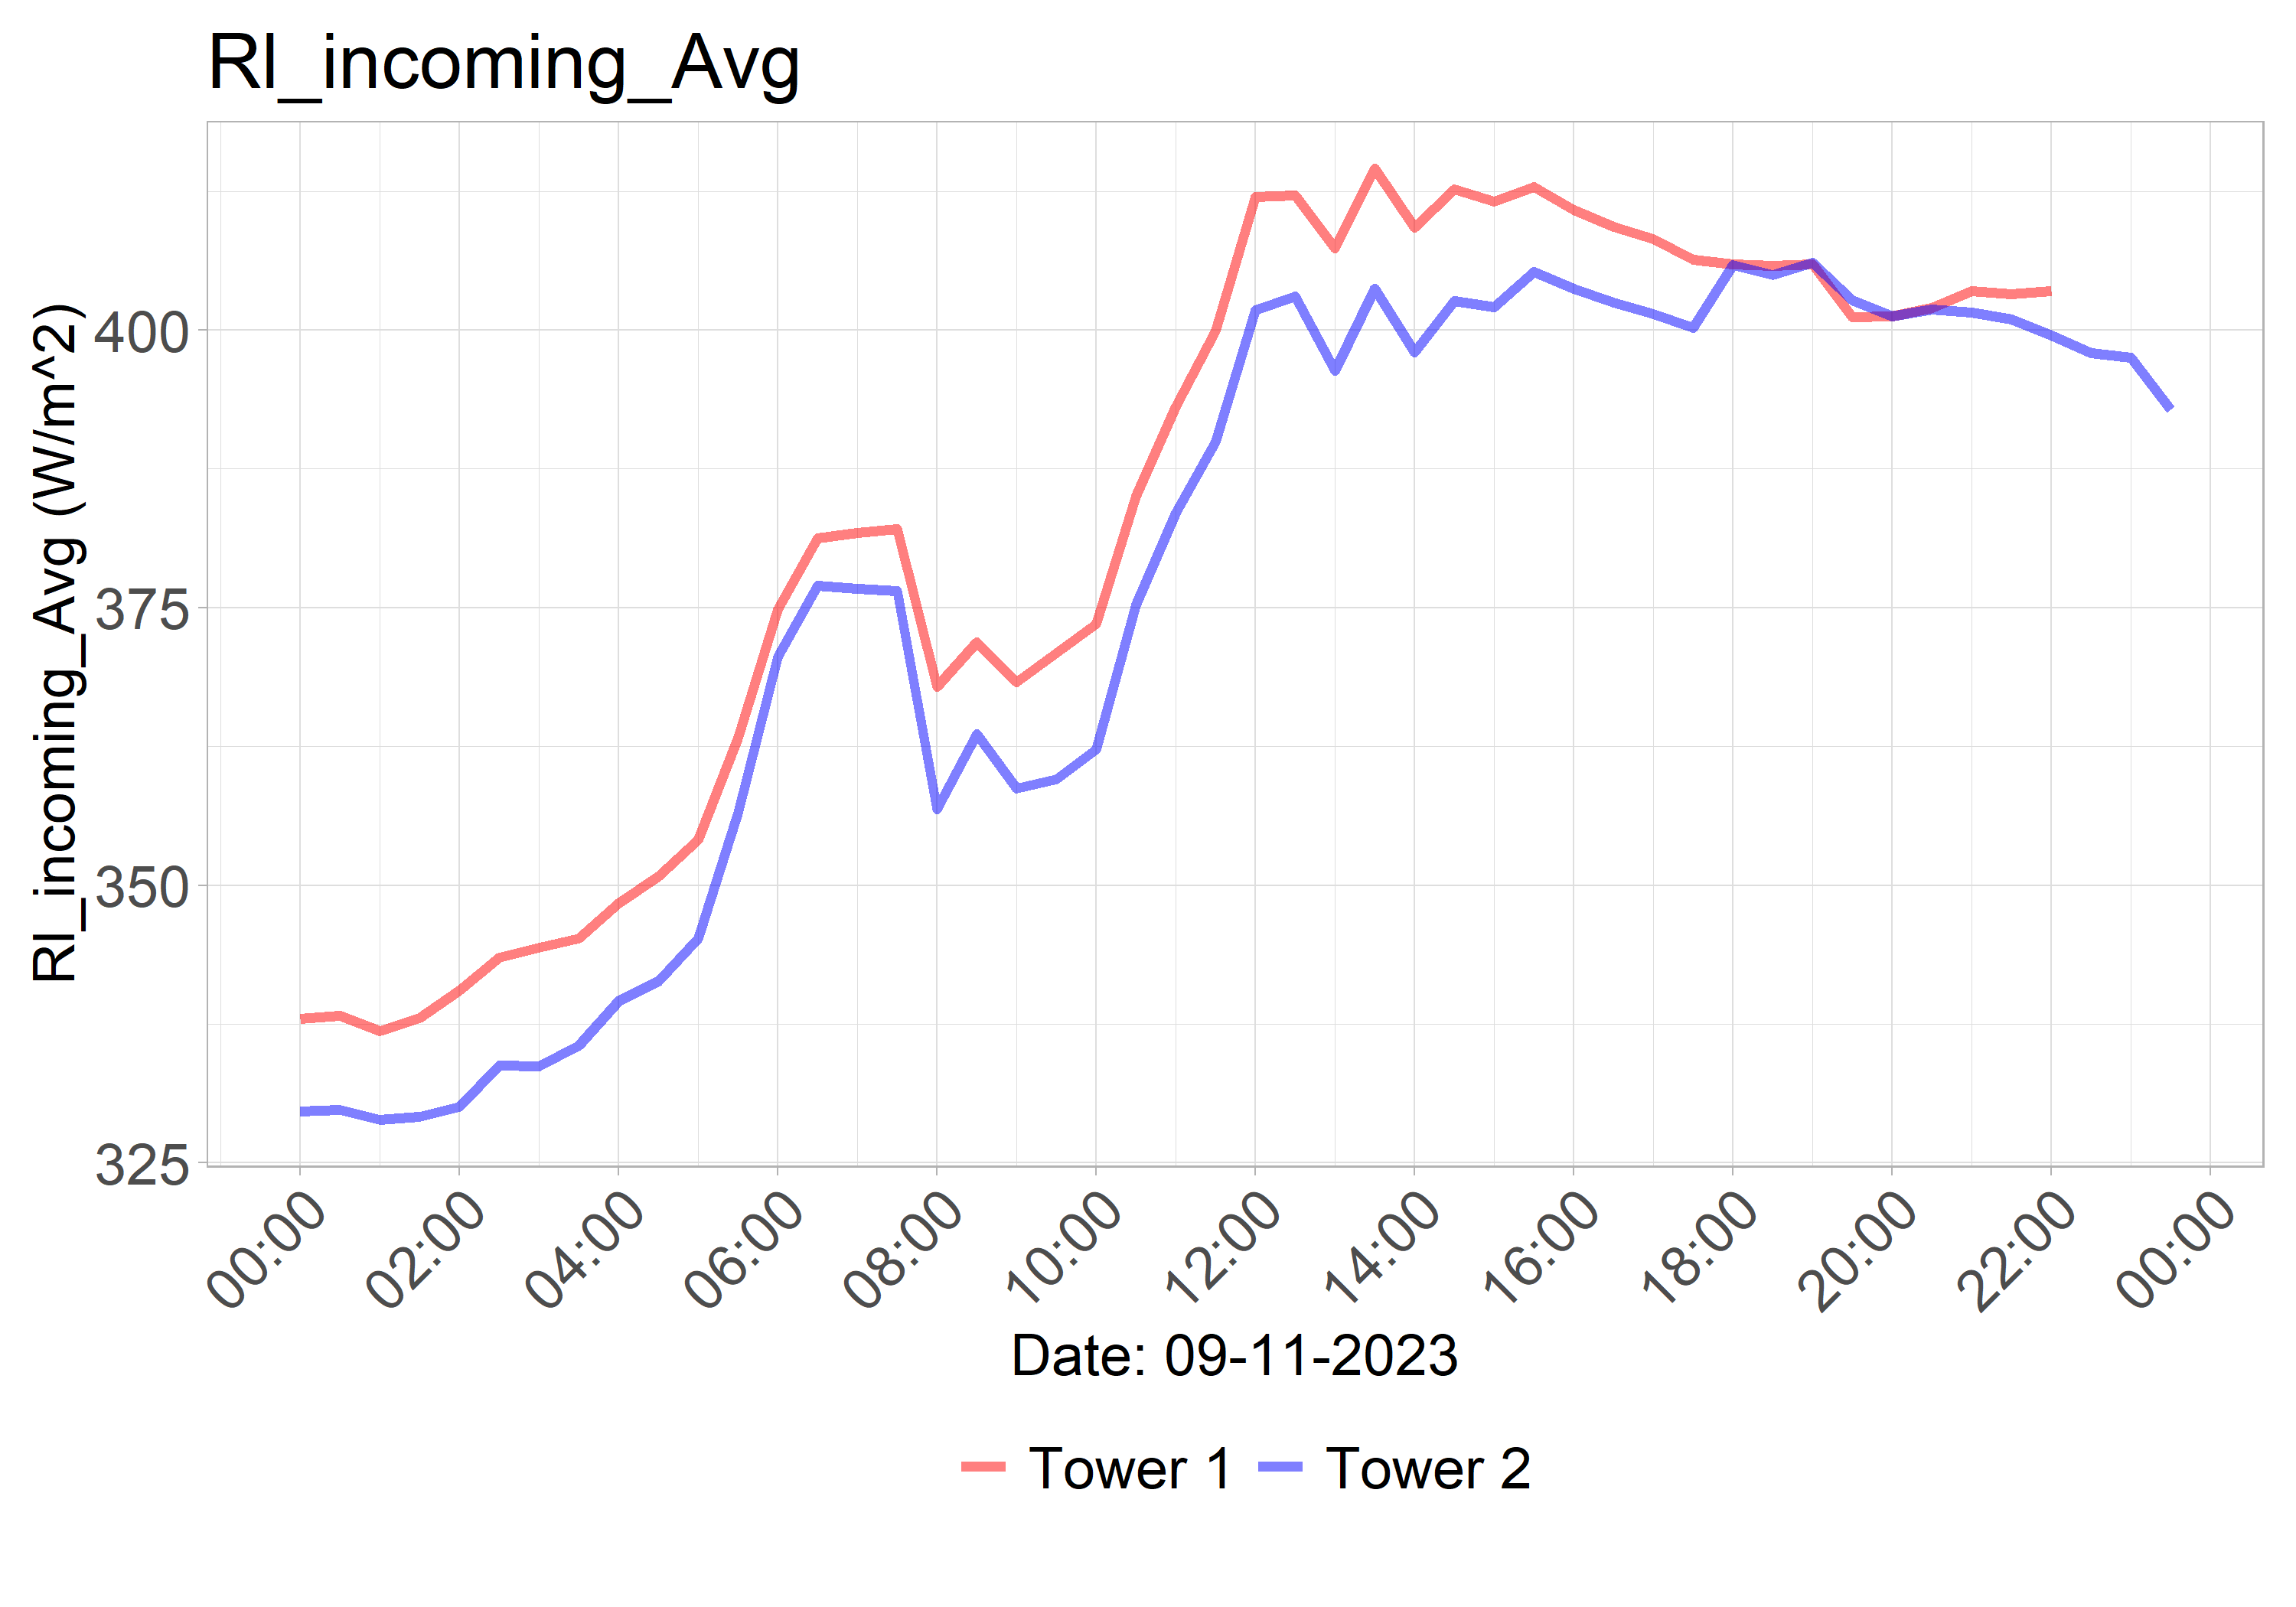 Rl_incoming_Avg
Rl_incoming_Avg (W/m^2)
400
375
350
325
00:00 02:00 04:00 06:00 08:00 10:00 12:00 14:00 16:00 18:00 20:00 22:00 00:00
Date: 09-11-2023
Tower 1 Tower 2